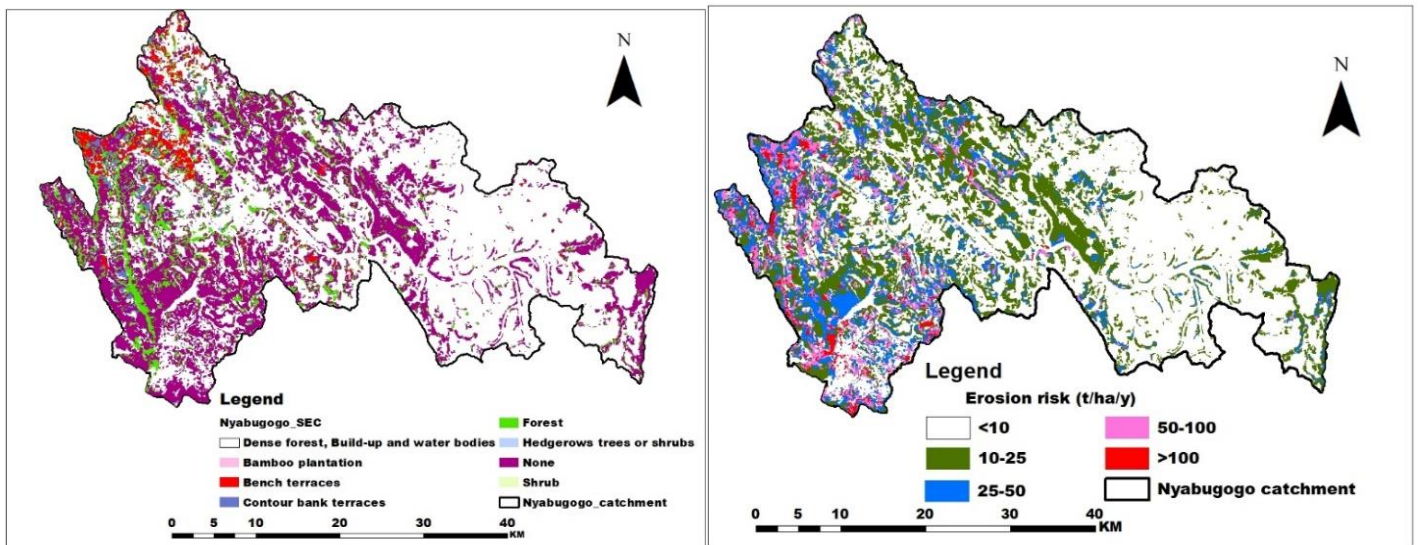 N
Legend
Nyabugogo_SEC
Dense forest, Build-up and water bodies
Bamboo plantation
Bench terraces
Contour bank terraces
Forest
Hedgerows trees or shrubs
None
Shrub
Nyabugogo_catchment
0 5 10 20 30 40
KM
N
Legend
Erosion risk (t/ha/y)
<10
10-25
25-50
50-100
>100
Nyabugogo catchment
0 5 10 20 30 40
KM